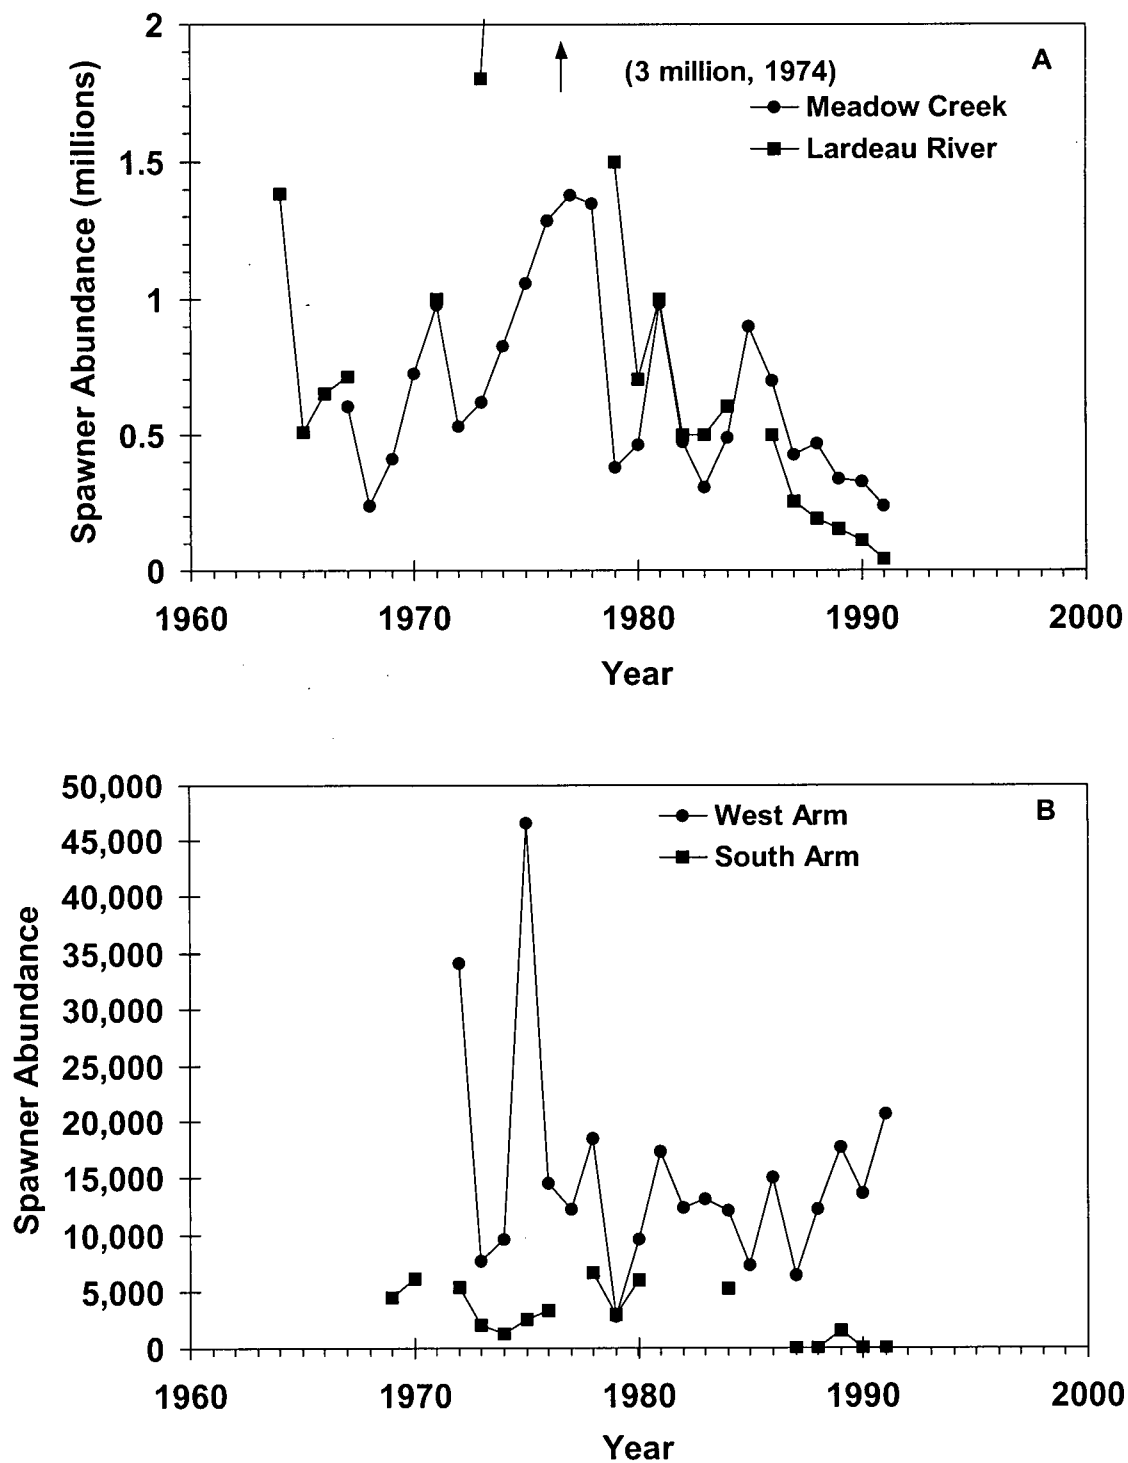 2
1.5
1
0.5
0
Spawner Abundance (millions)
A
(3 million, 1974)
Meadow Creek
Lardeau River
1960 1970 1980 1990 2000
Year
50,000
45,000
40,000
35,000
30,000
25,000
20,000
15,000
10,000
5,000
0
Spawner Abundance
B
West Arm
South Arm
1960 1970 1980 1990 2000
Year